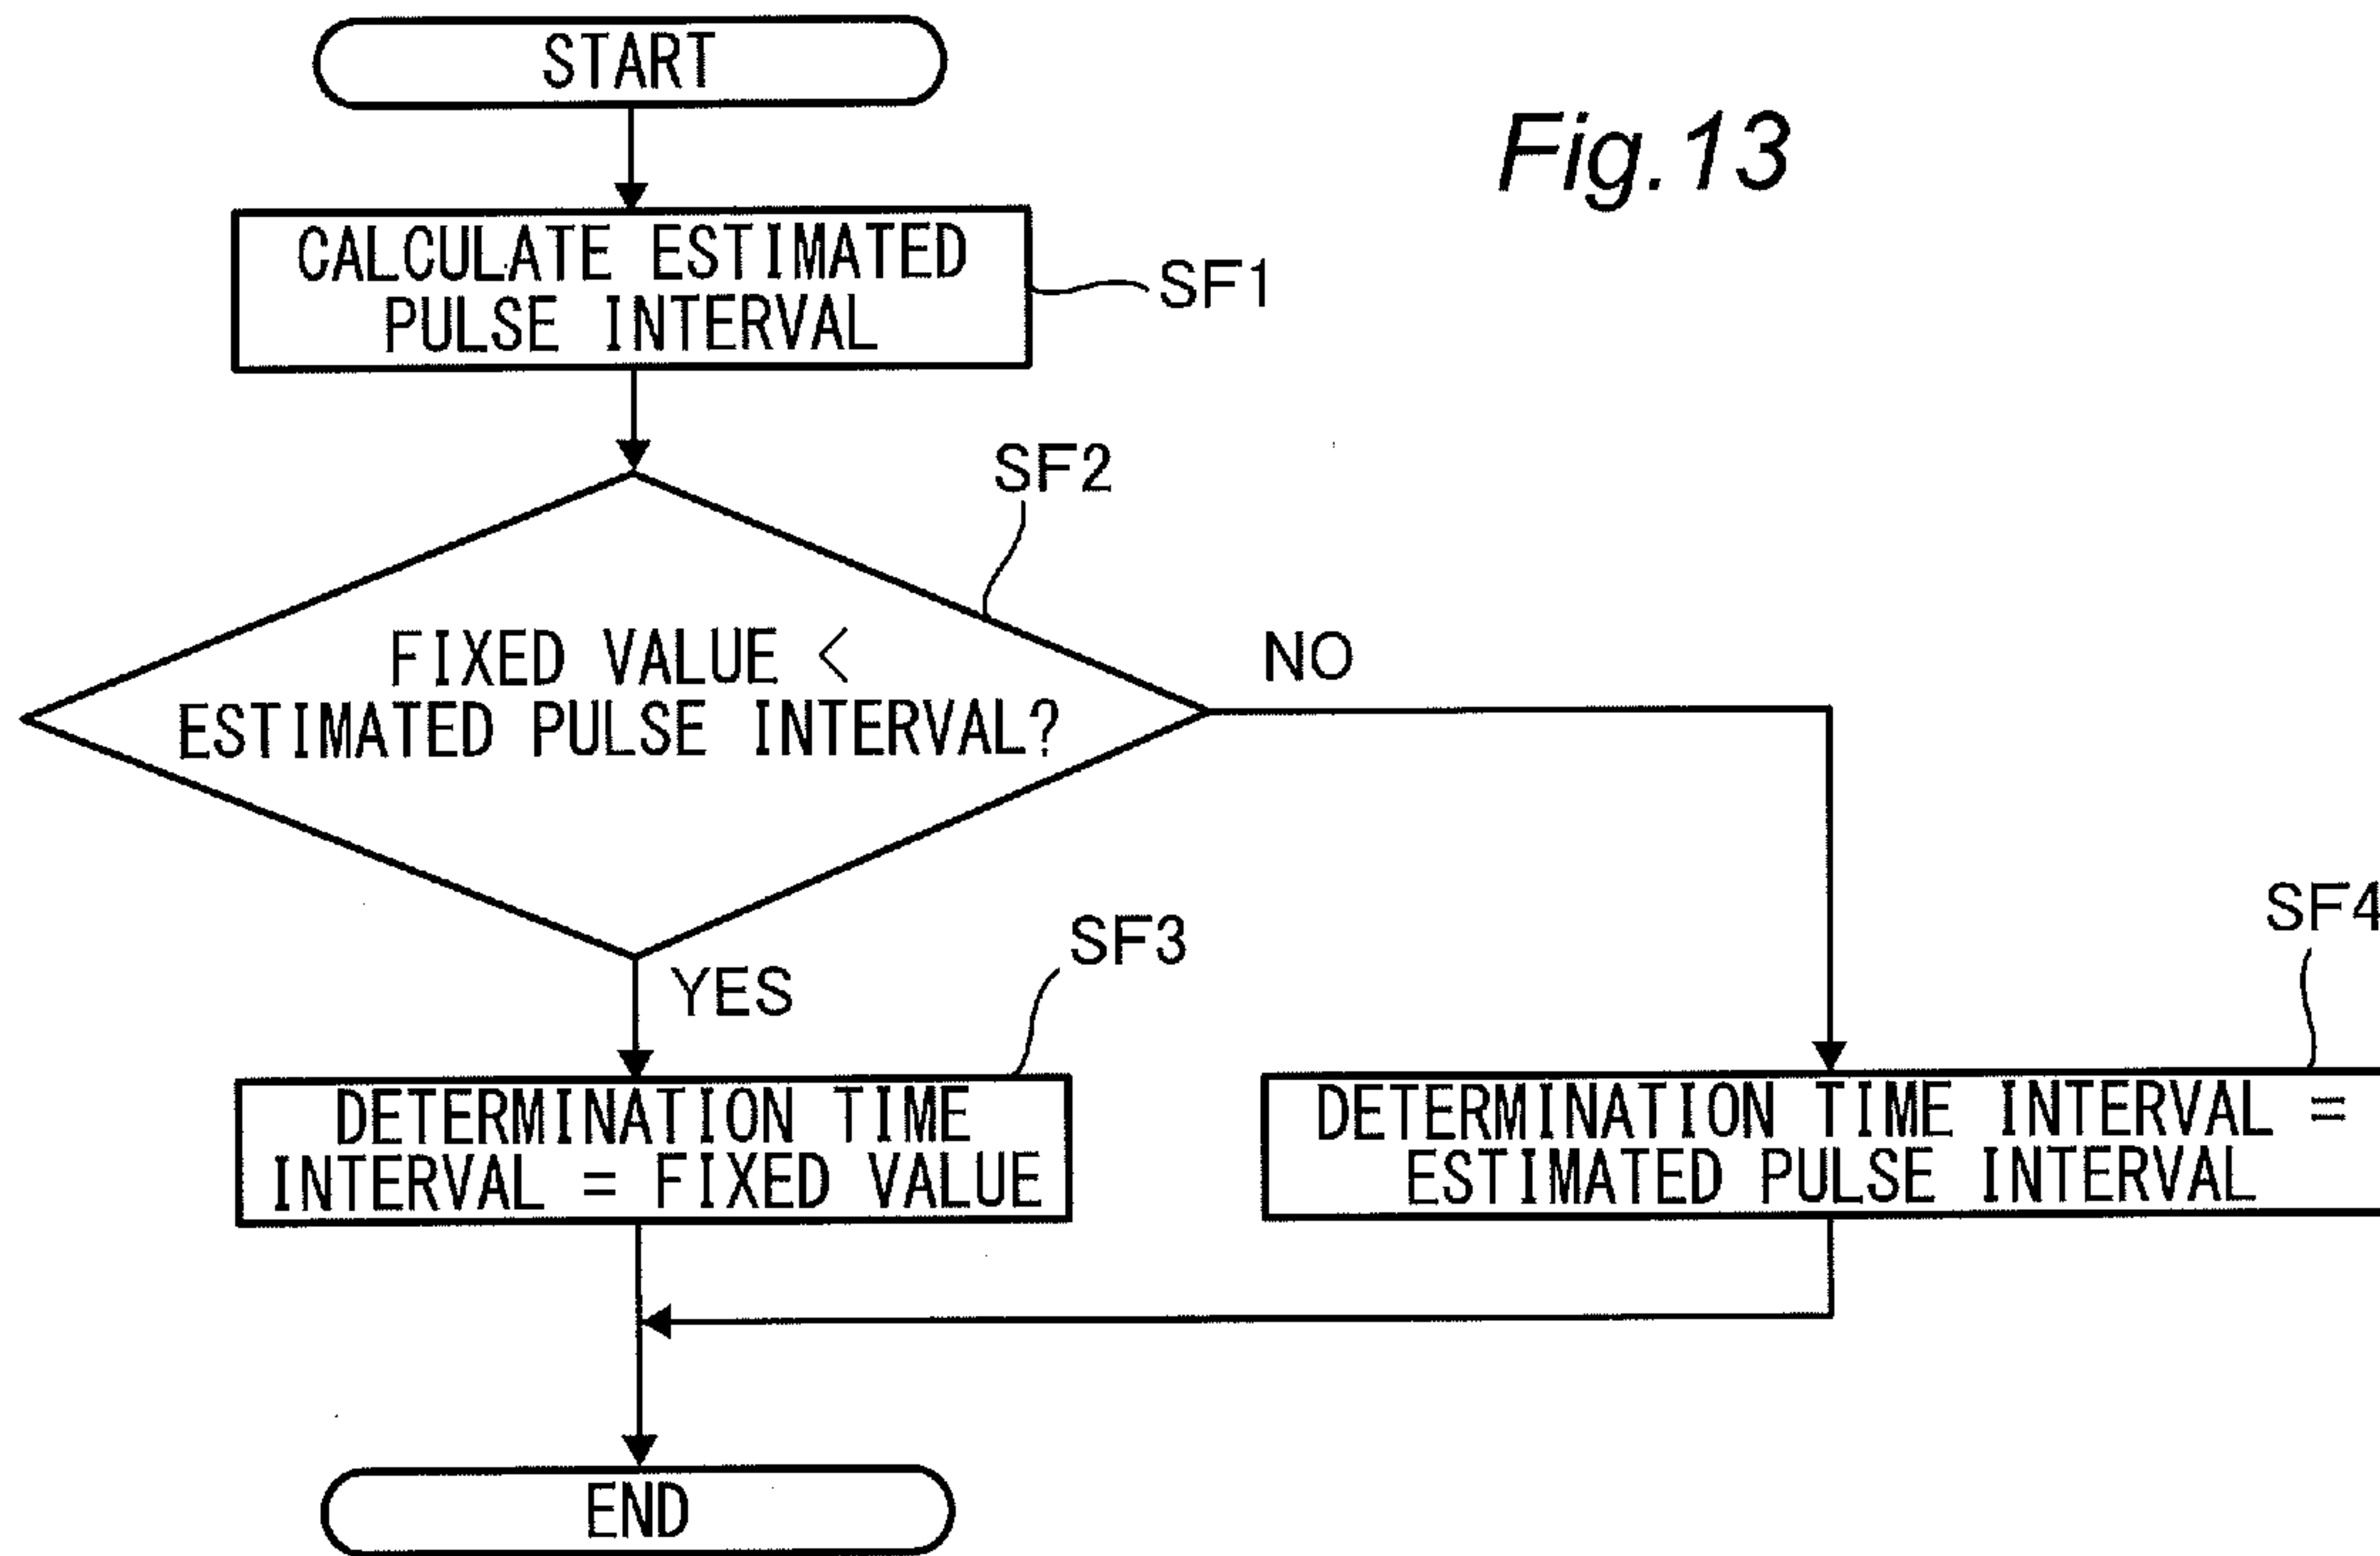 START
Fig.13
CALCULATE ESTIMATED
PULSE INTERVAL
SF1
SF2
FIXED VALUE <
ESTIMATED PULSE INTERVAL?
NO
YES
SF3
SF4
DETERMINATION TIME
INTERVAL = FIXED VALUE
DETERMINATION TIME INTERVAL =
ESTIMATED PULSE INTERVAL
END